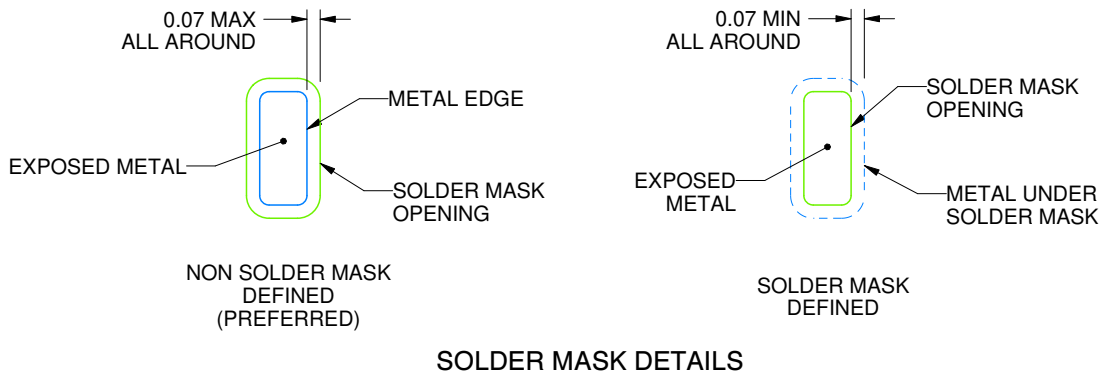 0.07 MAX
ALL AROUND
METAL EDGE
EXPOSED METAL
SOLDER MASK
OPENING
NON SOLDER MASK
DEFINED
(PREFERRED)
0.07 MIN
ALL AROUND
SOLDER MASK
OPENING
EXPOSED
METAL
METAL UNDER
SOLDER MASK
SOLDER MASK
DEFINED
SOLDER MASK DETAILS